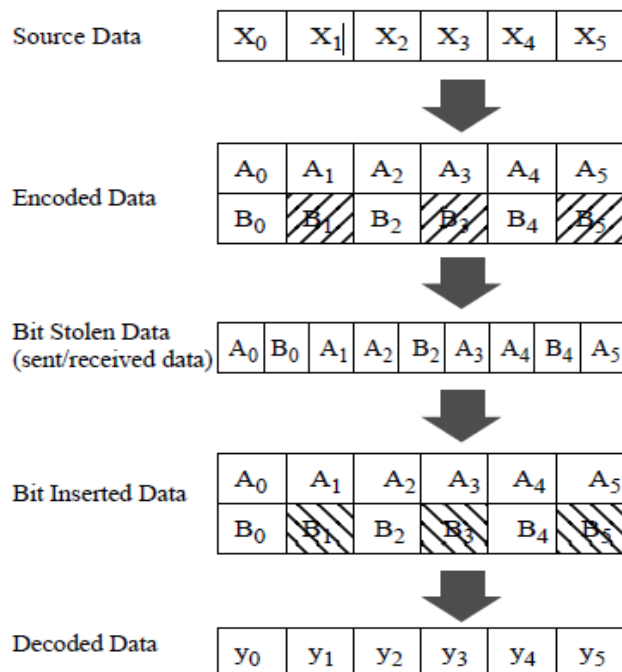 Source Data X₀ X₁ X₂ X₃ X₄ X₅
A₀ A₁ A₂ A₃ A₄ A₅
Encoded Data
B₀ B₁ B₂ B₃ B₄ B₅
Bit Stolen Data
(sent/received data) A₀ B₀ A₁ A₂ B₂ A₃ A₄ B₄ A₅
A₀ A₁ A₂ A₃ A₄ A₅
Bit Inserted Data
B₀ B₁ B₂ B₃ B₄ B₅
Decoded Data y₀ y₁ y₂ y₃ y₄ y₅